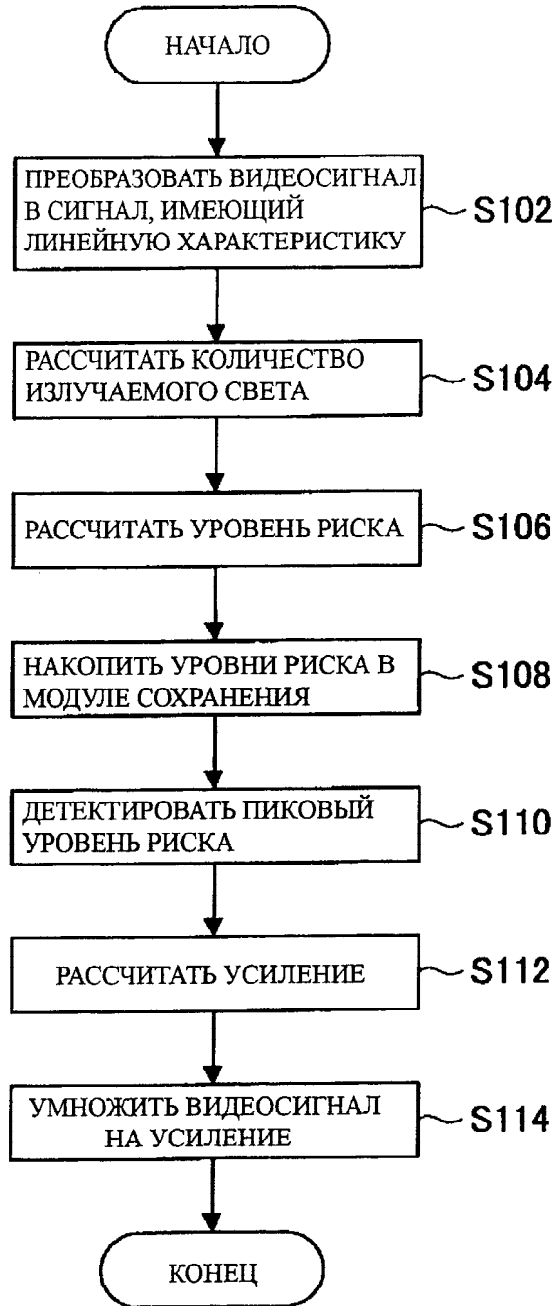 НАЧАЛО
ПРЕОБРАЗОВАТЬ ВИДЕОСИГНАЛ
В СИГНАЛ, ИМЕЮЩИЙ
ЛИНЕЙНУЮ ХАРАКТЕРИСТИКУ
S102
РАССЧИТАТЬ КОЛИЧЕСТВО
ИЗЛУЧАЕМОГО СВЕТА
S104
РАССЧИТАТЬ УРОВЕНЬ РИСКА
S106
НАКОПИТЬ УРОВНИ РИСКА В
МОДУЛЕ СОХРАНЕНИЯ
S108
ДЕТЕКТИРОВАТЬ ПИКОВЫЙ
УРОВЕНЬ РИСКА
S110
РАССЧИТАТЬ УСИЛЕНИЕ
S112
УМНОЖИТЬ ВИДЕОСИГНАЛ
НА УСИЛЕНИЕ
S114
КОНЕЦ